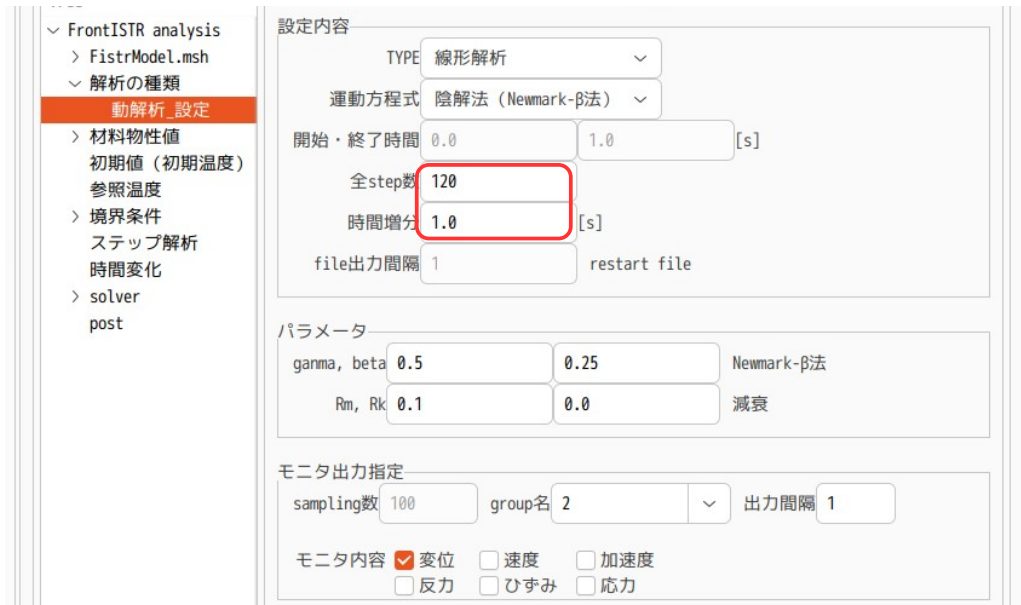 FrontISTR analysis
FistrModel.msh
解析の種類
動解析_設定
材料物性値
初期値（初期温度）
参照温度
境界条件
ステップ解析
時間変化
solver
post
設定内容
TYPE 線形解析
運動方程式 陰解法（Newmark-β法）
開始・終了時間 0.0 1.0 [s]
全step数 120
時間増分 1.0 [s]
file出力間隔 1 restart file
パラメータ
ganma, beta 0.5 0.25 Newmark-β法
Rm, Rk 0.1 0.0 減衰
モニタ出力指定
sampling数 100 group名 2 出力間隔 1
モニタ内容 変位 速度 加速度
反力 ひずみ 応力